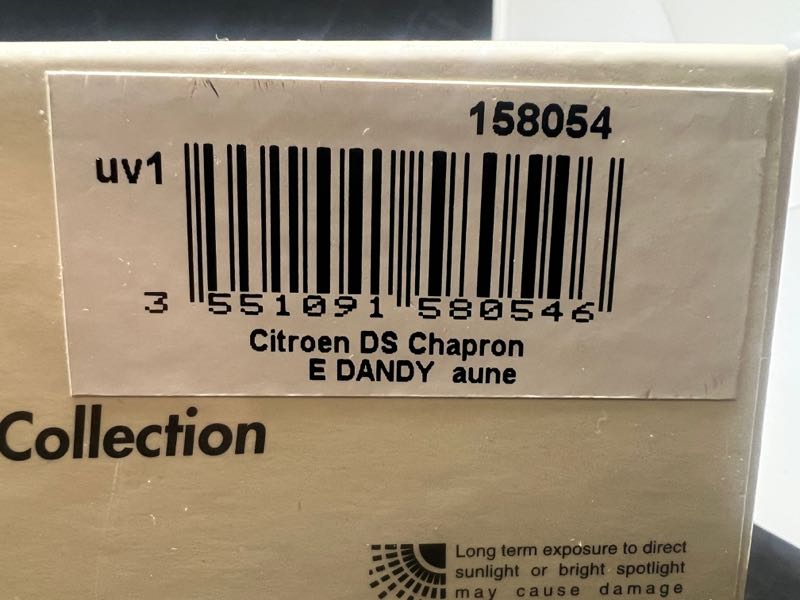 158054
uv1
3 551091 580546
Citroen DS Chapron
E DANDY aune
Collection
Long term exposure to direct
sunlight or bright spotlight
may cause damage